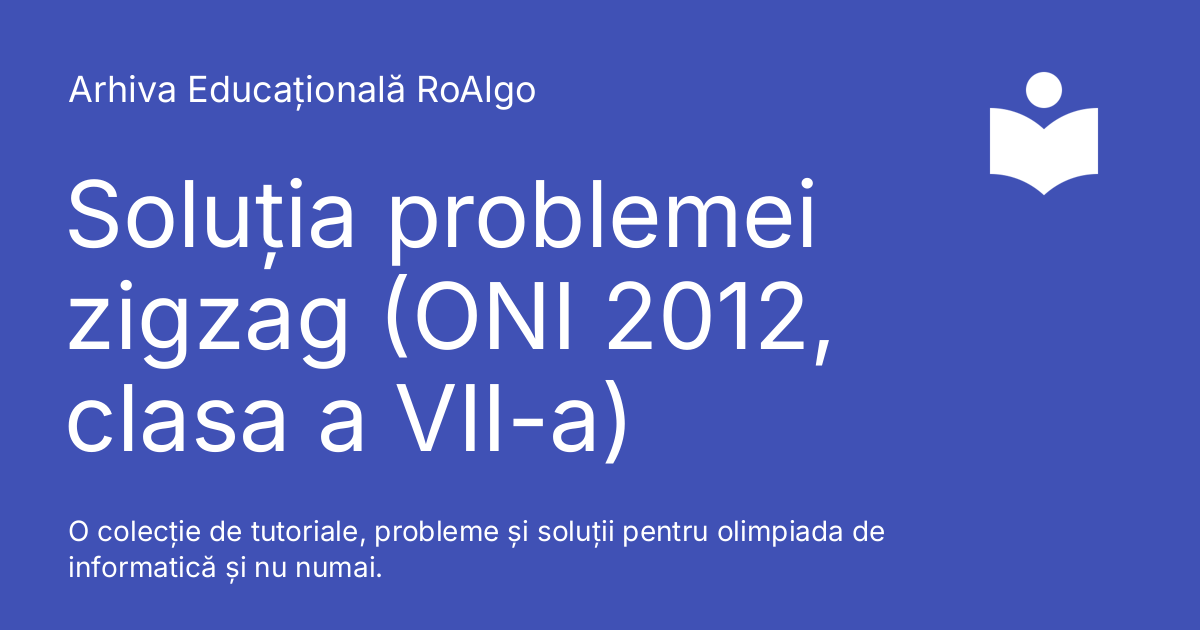 Arhiva Educațională RoAlgo
Soluția problemei
zigzag (ONI 2012,
clasa a VII-a)
O colecție de tutoriale, probleme și soluții pentru olimpiada de
informatică și nu numai.